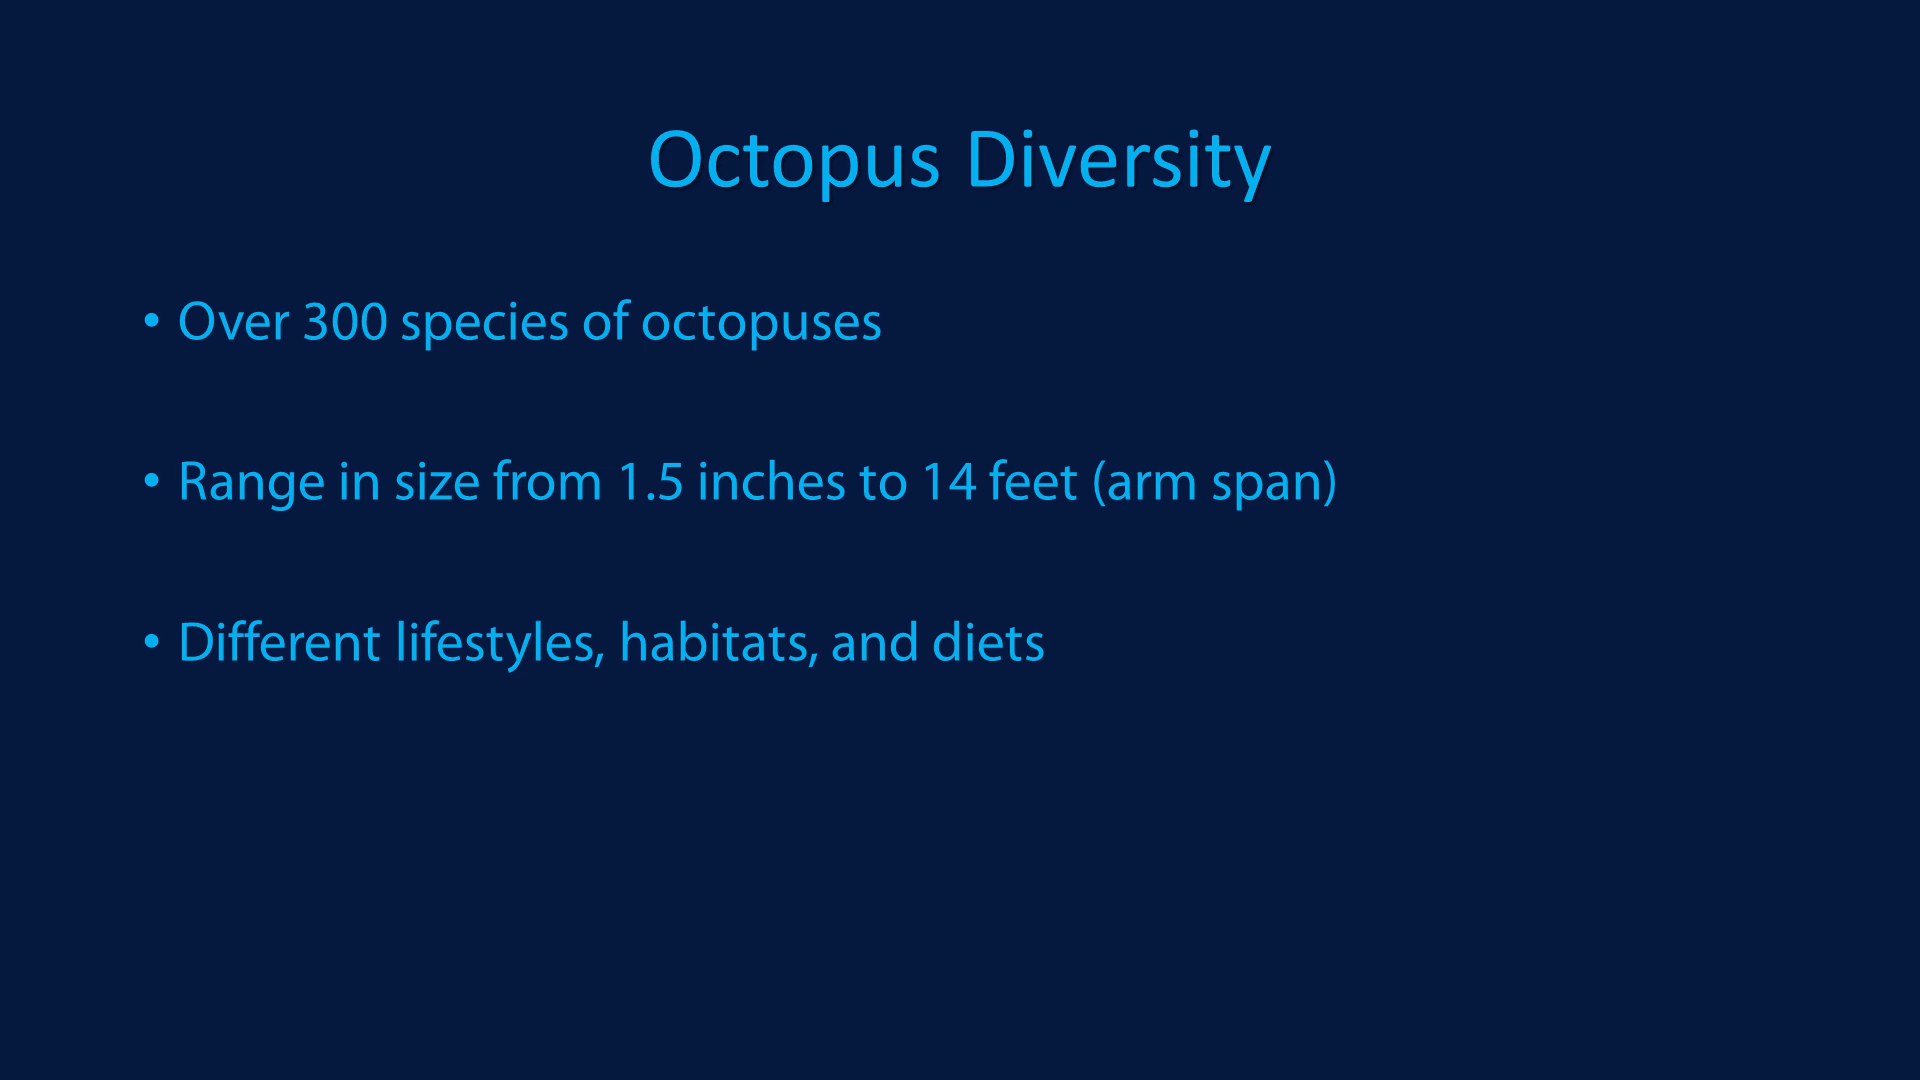 Octopus Diversity
• Over 300 species of octopuses
• Range in size from 1.5 inches to 14 feet (arm span)
• Different lifestyles, habitats, and diets